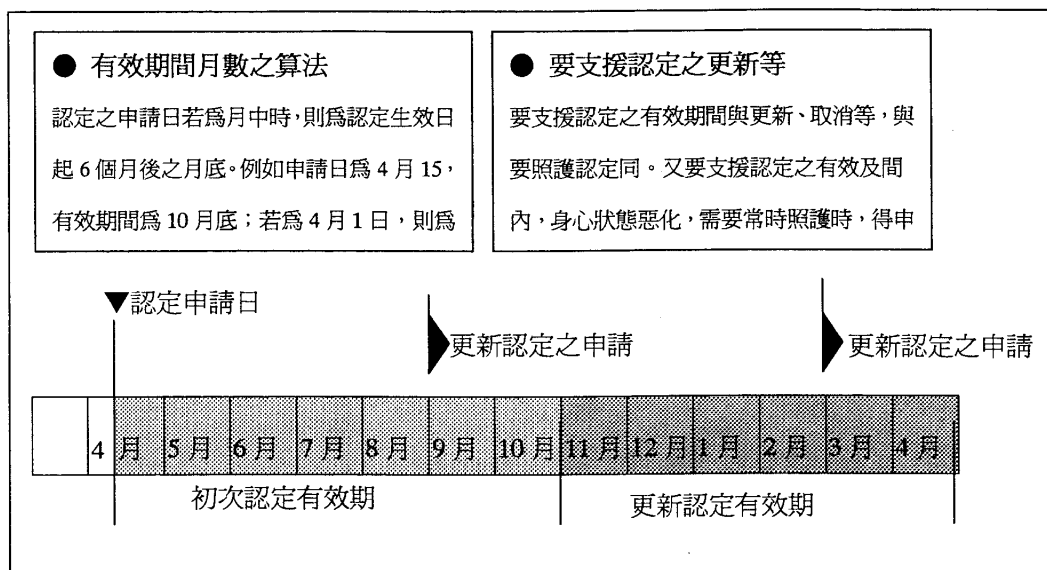 ● 有效期間月數之算法
認定之申請日若爲月中時，則爲認定生效日
起 6 個月後之月底。例如申請日爲 4 月 15，
有效期間爲 10 月底；若爲 4 月 1 日，則爲
● 要支援認定之更新等
要支援認定之有效期間與更新、取消等，與
要照護認定同。又要支援認定之有效及間
內，身心狀態惡化，需要常時照護時，得申
▼認定申請日
更新認定之申請
更新認定之申請
4 月 5月 6月 7月 8月 9月 10月 11月 12月 1月 2月 3月 4月
初次認定有效期
更新認定有效期